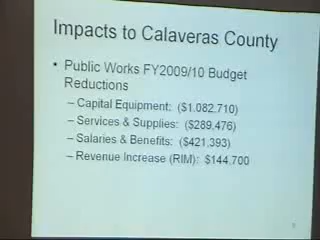 Impacts to Calaveras County
• Public Works FY2009/10 Budget
Reductions
– Capital Equipment: ($1.082,710)
– Services & Supplies: ($289,476)
– Salaries & Benefits: ($421,393)
– Revenue Increase (RIM): $144,700